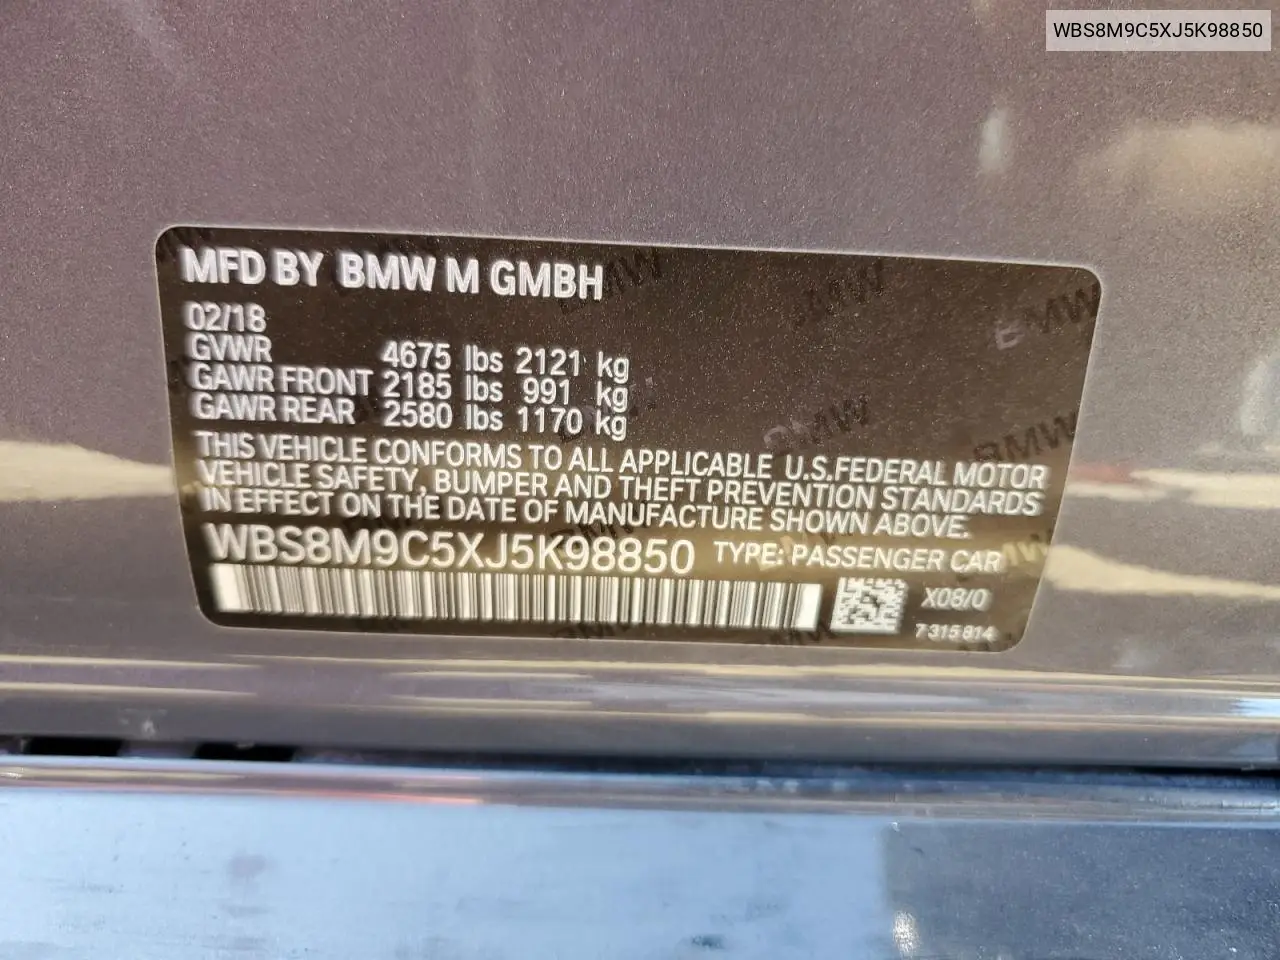 WBS8M9C5XJ5K98850
MFD BY BMW M GMBH
02/18
GVWR 4675 lbs 2121 kg
GAWR FRONT 2185 lbs 991 kg
GAWR REAR 2580 lbs 1170 kg
THIS VEHICLE CONFORMS TO ALL APPLICABLE U.S.FEDERAL MOTOR
VEHICLE SAFETY, BUMPER AND THEFT PREVENTION STANDARDS
IN EFFECT ON THE DATE OF MANUFACTURE SHOWN ABOVE.
WBS8M9C5XJ5K98850 TYPE: PASSENGER CAR
X08/0
7 315 814